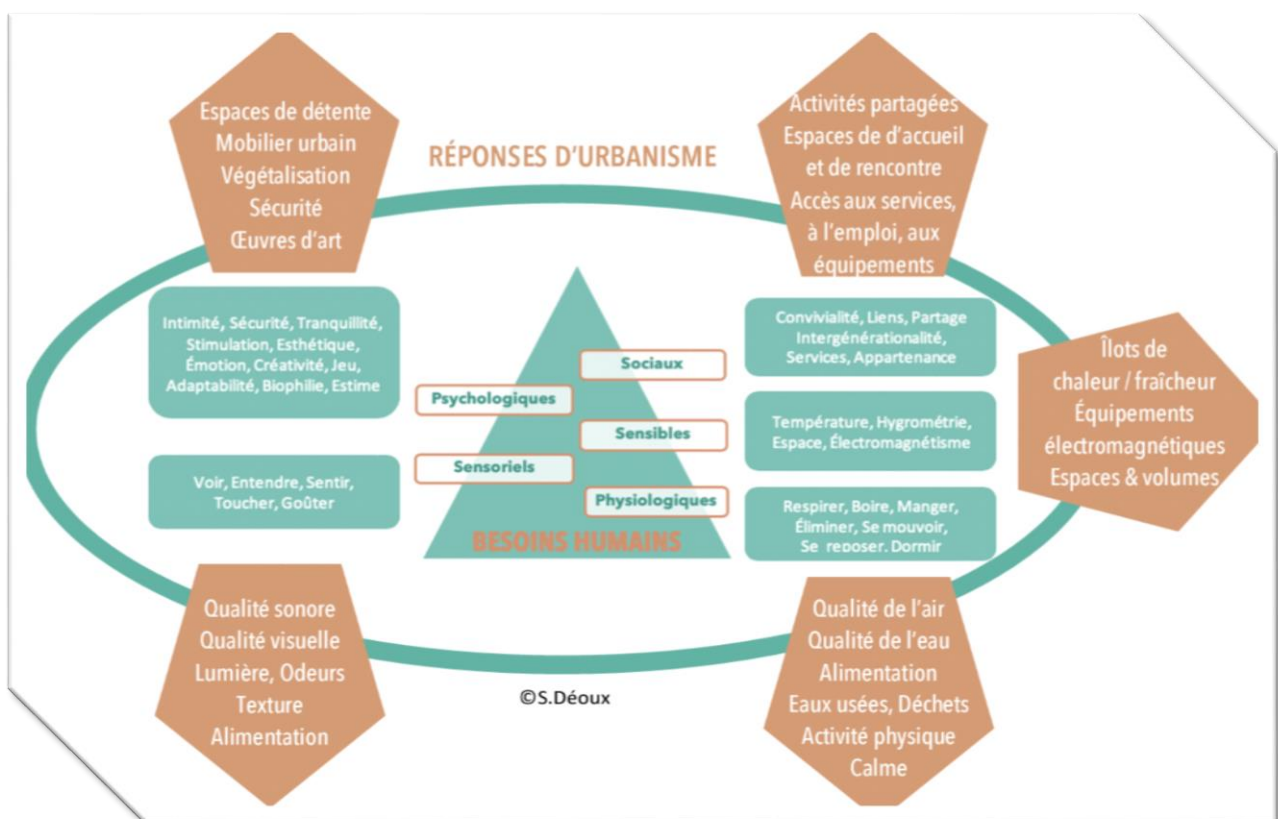 Espaces de détente
Mobilier urbain
Végétalisation
Sécurité
Œuvres d'art
RÉPONSES D'URBANISME
Activités partagées
Espaces de d'accueil
et de rencontre
Accès aux services,
à l'emploi, aux
équipements
Intimité, Sécurité, Tranquillité,
Stimulation, Esthétique,
Émotion, Créativité, Jeu,
Adaptabilité, Biophilie, Estime
Convivialité, Liens, Partage
Intergénérationalité,
Services, Appartenance
Sociaux
Psychologiques
Sensibles
Sensoriels
Physiologiques
BESOINS HUMAINS
Température, Hygrométrie,
Espace, Électromagnétisme
Îlots de
chaleur / fraîcheur
Équipements
électromagnétiques
Espaces & volumes
Voir, Entendre, Sentir,
Toucher, Goûter
Respirer, Boire, Manger,
Éliminer, Se mouvoir,
Se reposer, Dormir
Qualité sonore
Qualité visuelle
Lumière, Odeurs
Texture
Alimentation
©S.Déoux
Qualité de l'air
Qualité de l'eau
Alimentation
Eaux usées, Déchets
Activité physique
Calme